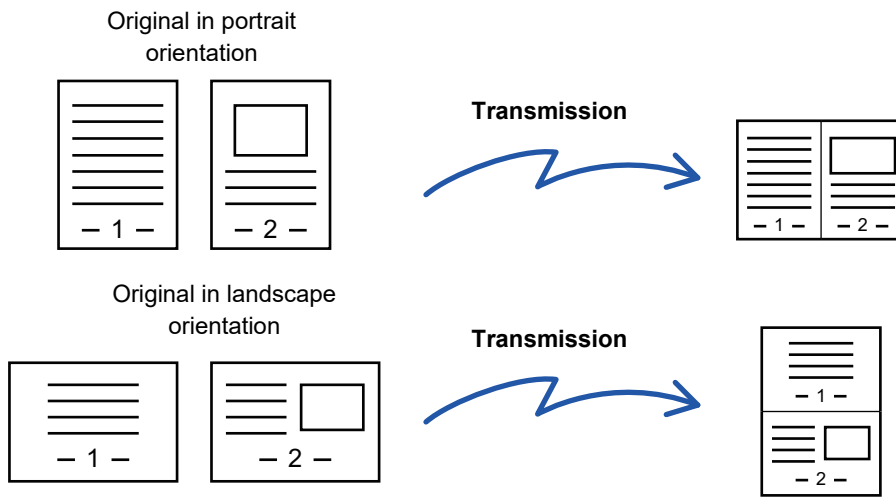 Original in portrait
orientation
Transmission
– 1 –
– 2 –
– 1 –
– 2 –
Original in landscape
orientation
Transmission
– 1 –
– 2 –
– 1 –
– 2 –